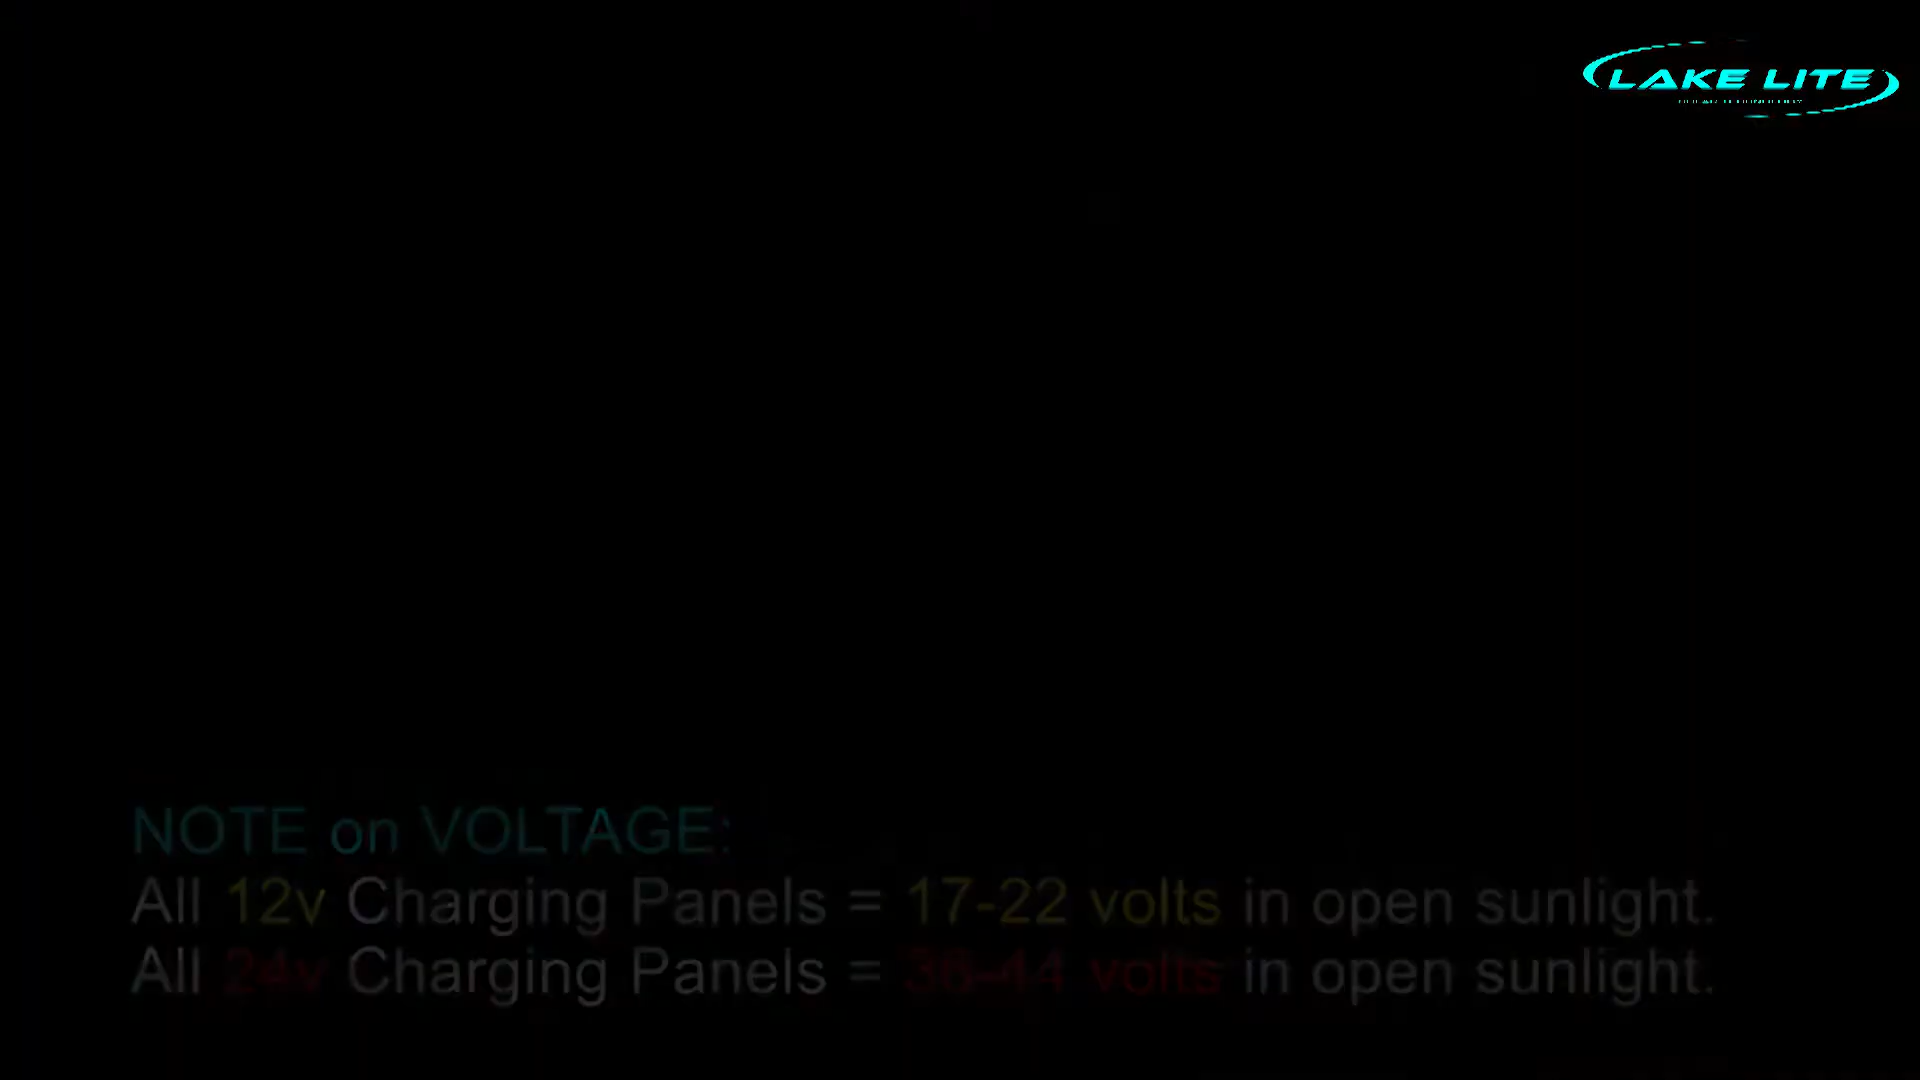 LAKE LITE
NOTE on VOLTAGE:
All 12v Charging Panels = 17-22 volts in open sunlight.
All 24v Charging Panels = 36-44 volts in open sunlight.